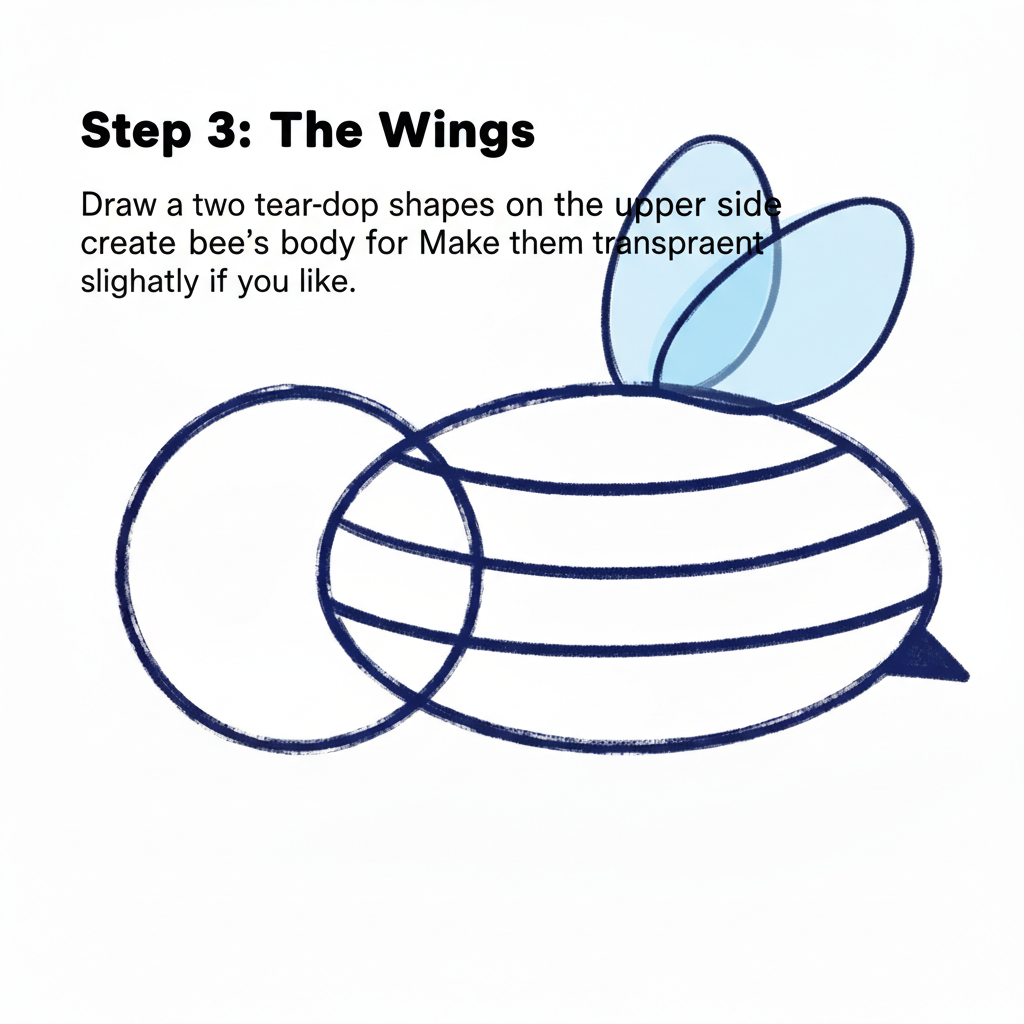 Step 3: The Wings
Draw a two tear-dop shapes on the upper side
create bee’s body for Make them transpraent
slighatly if you like.